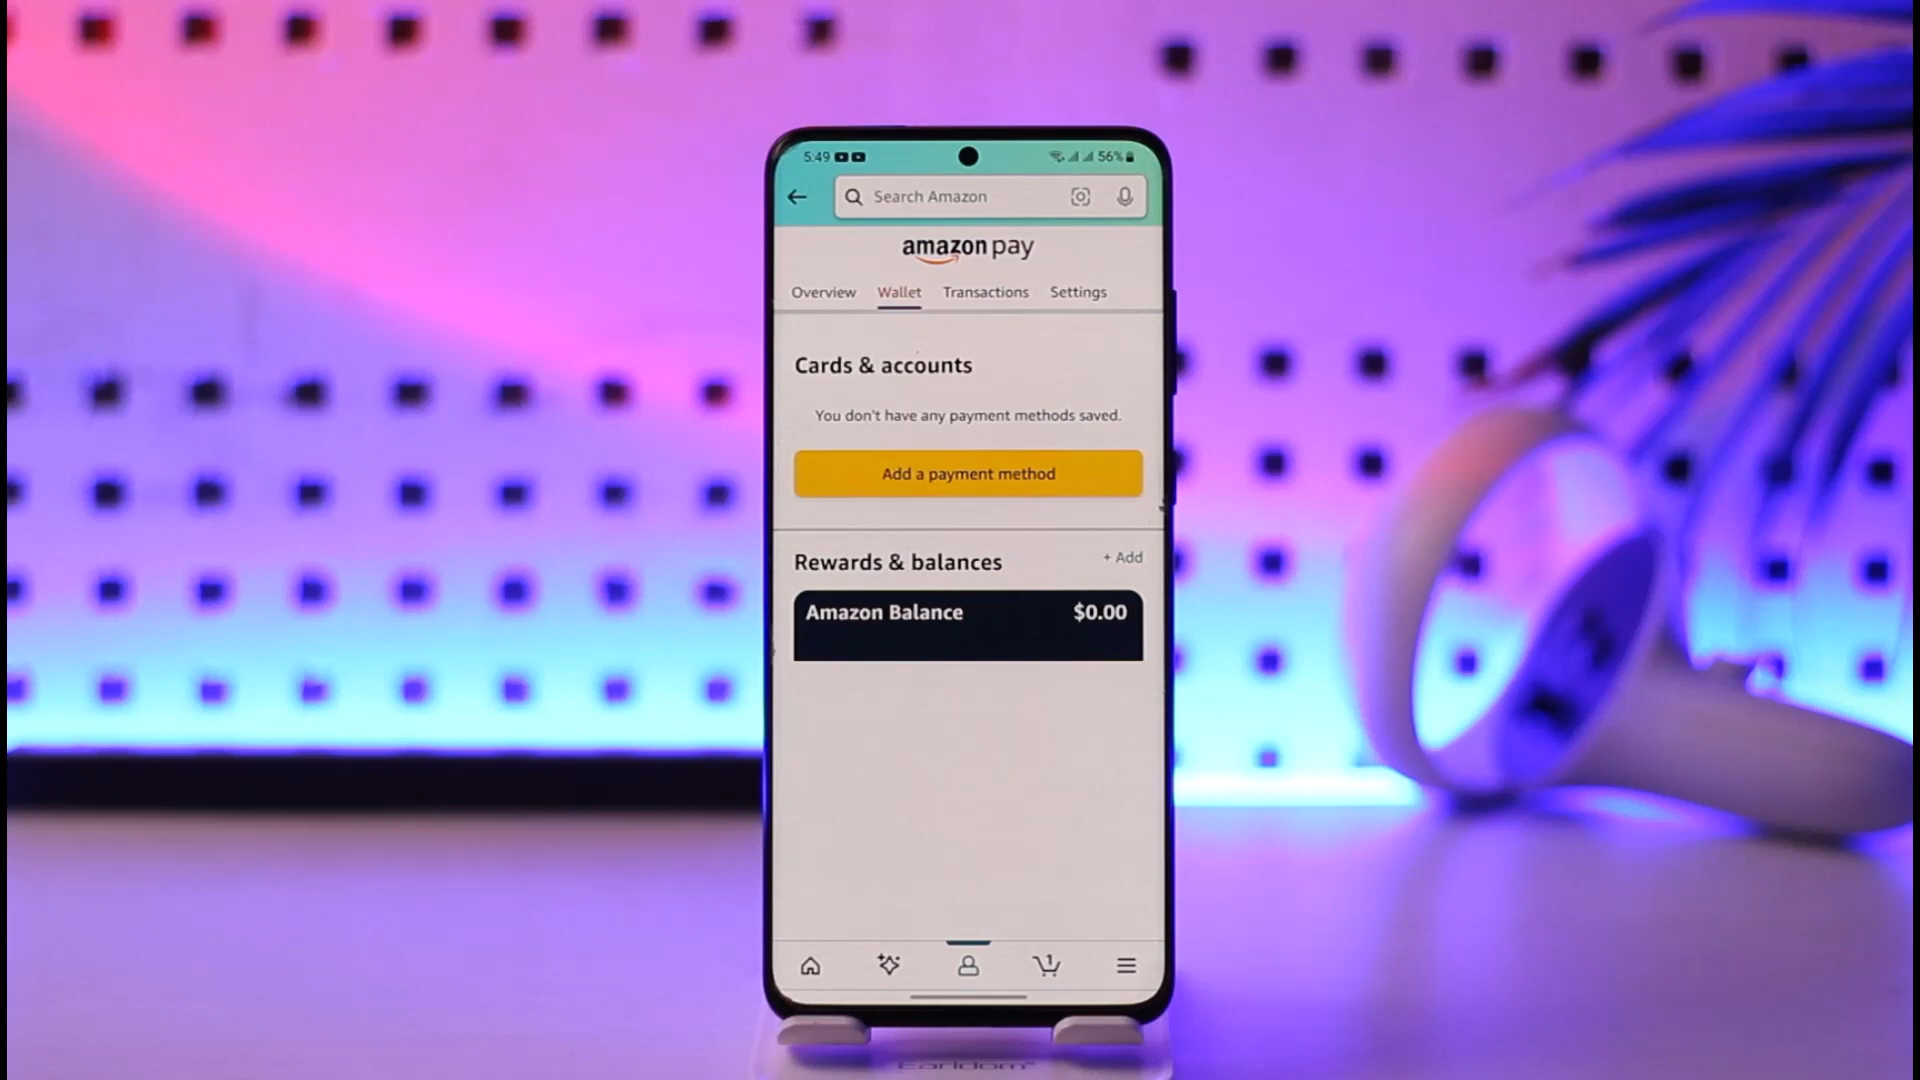 5:49 56%
Search Amazon
amazon pay
Overview Wallet Transactions Settings
Cards & accounts
You don't have any payment methods saved.
Add a payment method
Rewards & balances + Add
Amazon Balance $0.00
1
Earldom